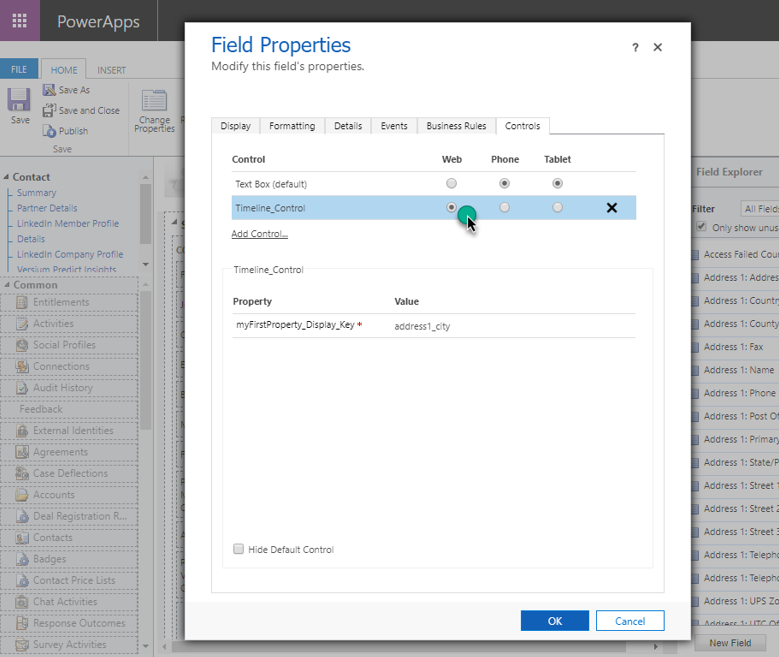 PowerApps
FILE
HOME
INSERT
Save
Save As
Save and Close
Publish
Save
Change
Properties
Contact
Summary
Partner Details
LinkedIn Member Profile
Details
LinkedIn Company Profile
Versium Predict Insights
Common
Entitlements
Activities
Social Profiles
Connections
Audit History
Feedback
External Identities
Agreements
Case Deflections
Accounts
Deal Registration R...
Contacts
Badges
Contact Price Lists
Chat Activities
Response Outcomes
Survey Activities
Field Properties
Modify this field's properties.
?
Display
Formatting
Details
Events
Business Rules
Controls
Control Web Phone Tablet
Text Box (default)
Timeline_Control
Add Control...
Timeline_Control
Property Value
myFirstProperty_Display_Key * address1_city
Hide Default Control
OK
Cancel
Field Explorer
Filter
All Field
Only show unus
Access Failed Cou
Address 1: Addres
Address 1: Countr
Address 1: County
Address 1: Fax
Address 1: Name
Address 1: Phone
Address 1: Post Of
Address 1: Primary
Address 1: State/P
Address 1: Street 1
Address 1: Street 2
Address 1: Street 3
Address 1: Teleph
Address 1: Teleph
Address 1: UPS Zo
New Field